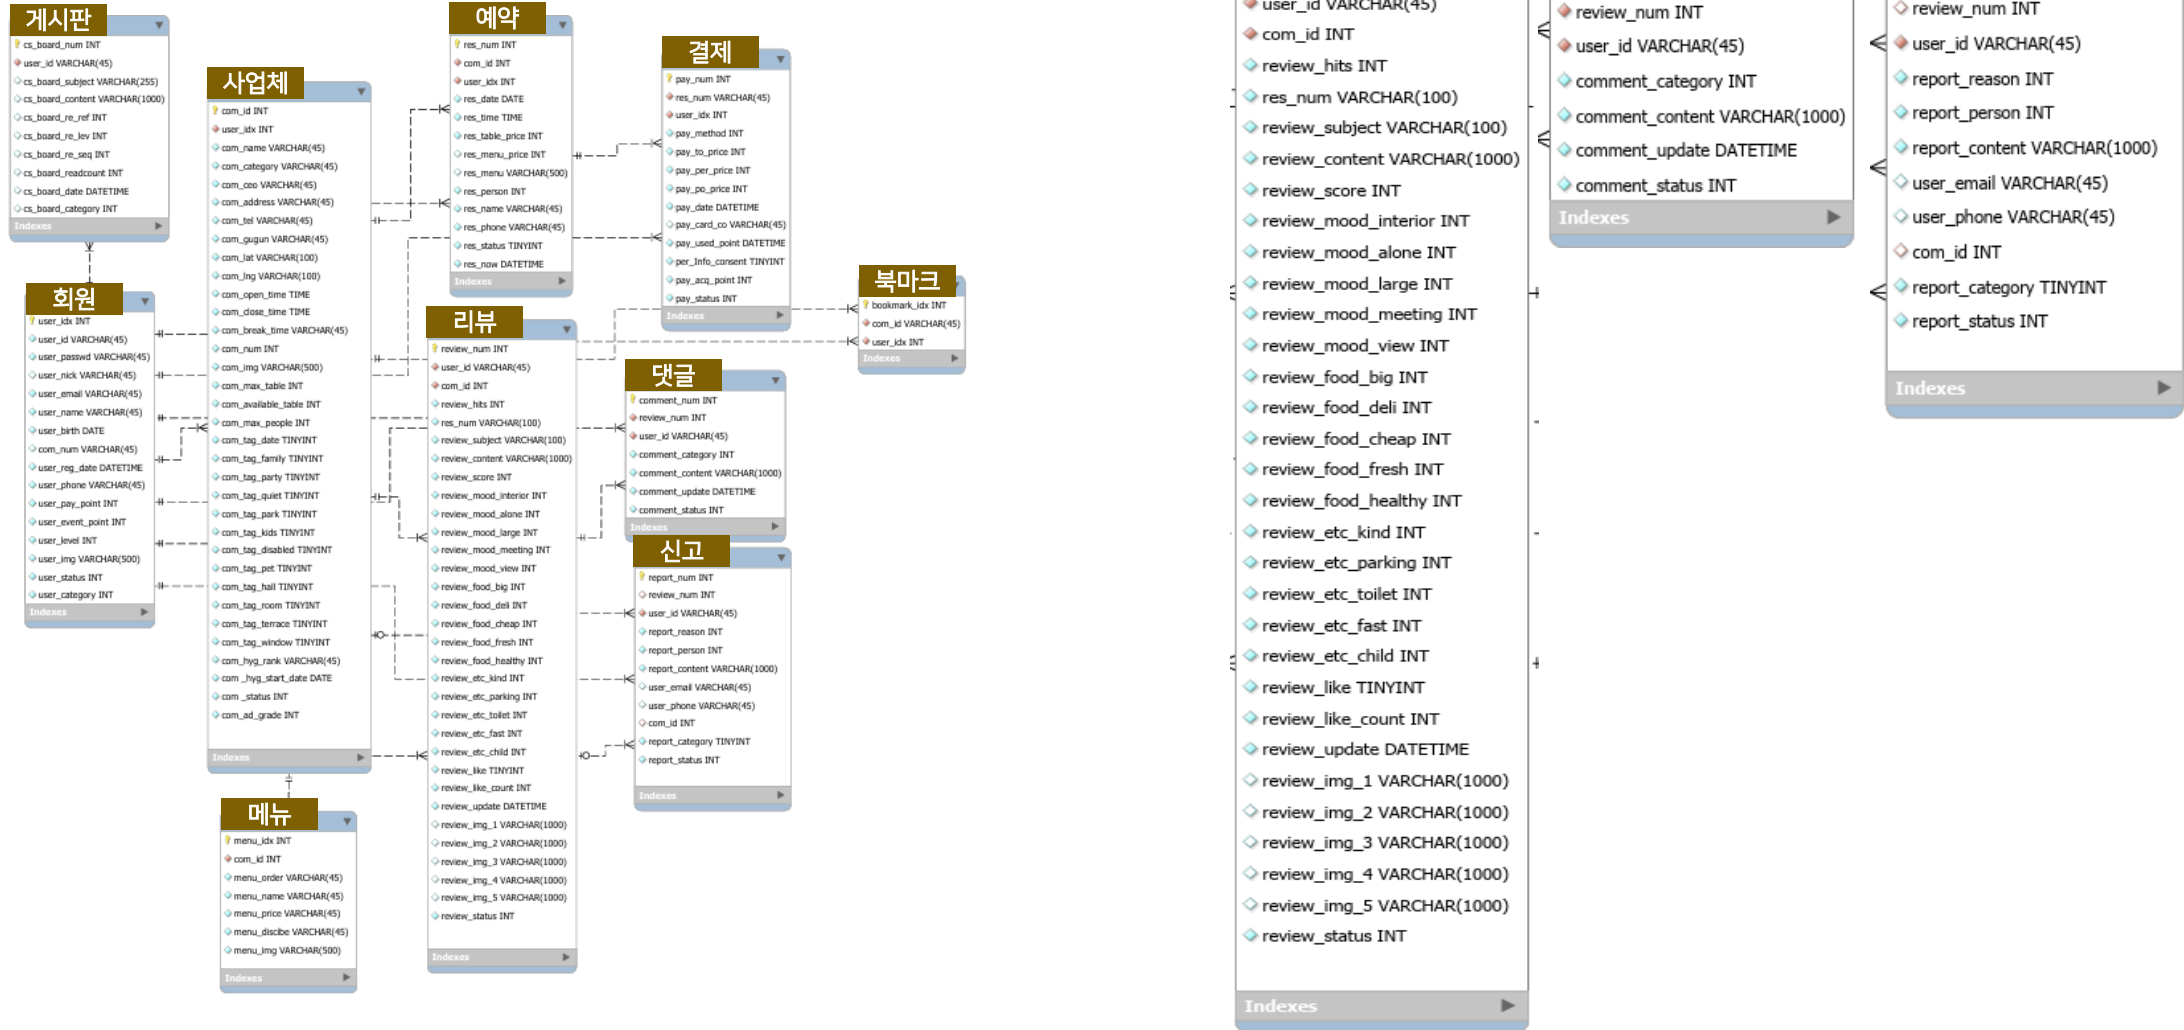 게시판
cs_board_num INT
user_id VARCHAR(45)
cs_board_subject VARCHAR(255)
cs_board_content VARCHAR(1000)
cs_board_re_ref INT
cs_board_re_lev INT
cs_board_re_seq INT
cs_board_readcount INT
cs_board_date DATETIME
cs_board_category INT
Indexes
회원
user_idx INT
user_id VARCHAR(45)
user_passwd VARCHAR(45)
user_nick VARCHAR(45)
user_email VARCHAR(45)
user_name VARCHAR(45)
user_birth DATE
com_num VARCHAR(45)
user_reg_date DATETIME
user_phone VARCHAR(45)
user_pay_point INT
user_event_point INT
user_level INT
user_img VARCHAR(500)
user_status INT
user_category INT
Indexes
사업체
com_id INT
user_idx INT
com_name VARCHAR(45)
com_category VARCHAR(45)
com_ceo VARCHAR(45)
com_address VARCHAR(45)
com_tel VARCHAR(45)
com_gugun VARCHAR(45)
com_lat VARCHAR(100)
com_lng VARCHAR(100)
com_open_time TIME
com_close_time TIME
com_break_time VARCHAR(45)
com_num INT
com_img VARCHAR(500)
com_max_table INT
com_available_table INT
com_max_people INT
com_tag_date TINYINT
com_tag_family TINYINT
com_tag_party TINYINT
com_tag_quiet TINYINT
com_tag_park TINYINT
com_tag_kids TINYINT
com_tag_disabled TINYINT
com_tag_pet TINYINT
com_tag_hall TINYINT
com_tag_room TINYINT
com_tag_terrace TINYINT
com_tag_window TINYINT
com_hyg_rank VARCHAR(45)
com _hyg_start_date DATE
com _status INT
com_ad_grade INT
Indexes
메뉴
menu_idx INT
com_id INT
menu_order VARCHAR(45)
menu_name VARCHAR(45)
menu_price VARCHAR(45)
menu_discibe VARCHAR(45)
menu_img VARCHAR(500)
Indexes
예약
res_num INT
com_id INT
user_idx INT
res_date DATE
res_time TIME
res_table_price INT
res_menu_price INT
res_menu VARCHAR(500)
res_person INT
res_name VARCHAR(45)
res_phone VARCHAR(45)
res_status TINYINT
res_now DATETIME
Indexes
리뷰
review_num INT
user_id VARCHAR(45)
com_id INT
review_hits INT
res_num VARCHAR(100)
review_subject VARCHAR(100)
review_content VARCHAR(1000)
review_score INT
review_mood_interior INT
review_mood_alone INT
review_mood_large INT
review_mood_meeting INT
review_mood_view INT
review_food_big INT
review_food_deli INT
review_food_cheap INT
review_food_fresh INT
review_food_healthy INT
review_etc_kind INT
review_etc_parking INT
review_etc_toilet INT
review_etc_fast INT
review_etc_child INT
review_like TINYINT
review_like_count INT
review_update DATETIME
review_img_1 VARCHAR(1000)
review_img_2 VARCHAR(1000)
review_img_3 VARCHAR(1000)
review_img_4 VARCHAR(1000)
review_img_5 VARCHAR(1000)
review_status INT
Indexes
결제
pay_num INT
res_num VARCHAR(45)
user_idx INT
pay_method INT
pay_to_price INT
pay_per_price INT
pay_po_price INT
pay_date DATETIME
pay_card_co VARCHAR(45)
pay_used_point DATETIME
per_Info_consent TINYINT
pay_acq_point INT
pay_status INT
Indexes
댓글
comment_num INT
review_num INT
user_id VARCHAR(45)
comment_category INT
comment_content VARCHAR(1000)
comment_update DATETIME
comment_status INT
Indexes
신고
report_num INT
review_num INT
user_id VARCHAR(45)
report_reason INT
report_person INT
report_content VARCHAR(1000)
user_email VARCHAR(45)
user_phone VARCHAR(45)
com_id INT
report_category TINYINT
report_status INT
Indexes
북마크
bookmark_idx INT
com_id VARCHAR(45)
user_idx INT
Indexes
user_id VARCHAR(45)
com_id INT
review_hits INT
res_num VARCHAR(100)
review_subject VARCHAR(100)
review_content VARCHAR(1000)
review_score INT
review_mood_interior INT
review_mood_alone INT
review_mood_large INT
review_mood_meeting INT
review_mood_view INT
review_food_big INT
review_food_deli INT
review_food_cheap INT
review_food_fresh INT
review_food_healthy INT
review_etc_kind INT
review_etc_parking INT
review_etc_toilet INT
review_etc_fast INT
review_etc_child INT
review_like TINYINT
review_like_count INT
review_update DATETIME
review_img_1 VARCHAR(1000)
review_img_2 VARCHAR(1000)
review_img_3 VARCHAR(1000)
review_img_4 VARCHAR(1000)
review_img_5 VARCHAR(1000)
review_status INT
Indexes
review_num INT
user_id VARCHAR(45)
comment_category INT
comment_content VARCHAR(1000)
comment_update DATETIME
comment_status INT
Indexes
review_num INT
user_id VARCHAR(45)
report_reason INT
report_person INT
report_content VARCHAR(1000)
user_email VARCHAR(45)
user_phone VARCHAR(45)
com_id INT
report_category TINYINT
report_status INT
Indexes